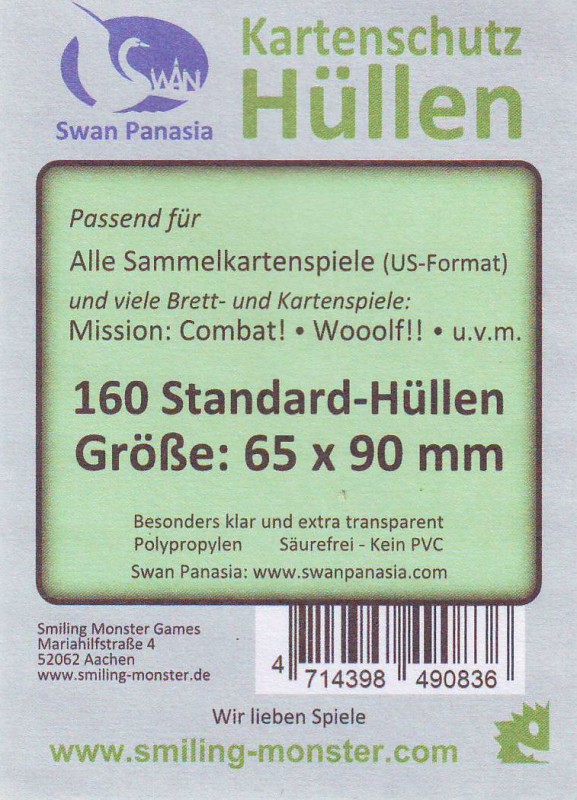 SWAN
Swan Panasia
Kartenschutz
Hüllen
Passend für
Alle Sammelkartenspiele (US-Format)
und viele Brett- und Kartenspiele:
Mission: Combat! • Wooolf!! • u.v.m.
160 Standard-Hüllen
Größe: 65 x 90 mm
Besonders klar und extra transparent
Polypropylen Säurefrei - Kein PVC
Swan Panasia: www.swanpanasia.com
Smiling Monster Games
Mariahilfstraße 4
52062 Aachen
www.smiling-monster.de
4 714398 490836
Wir lieben Spiele
www.smiling-monster.com